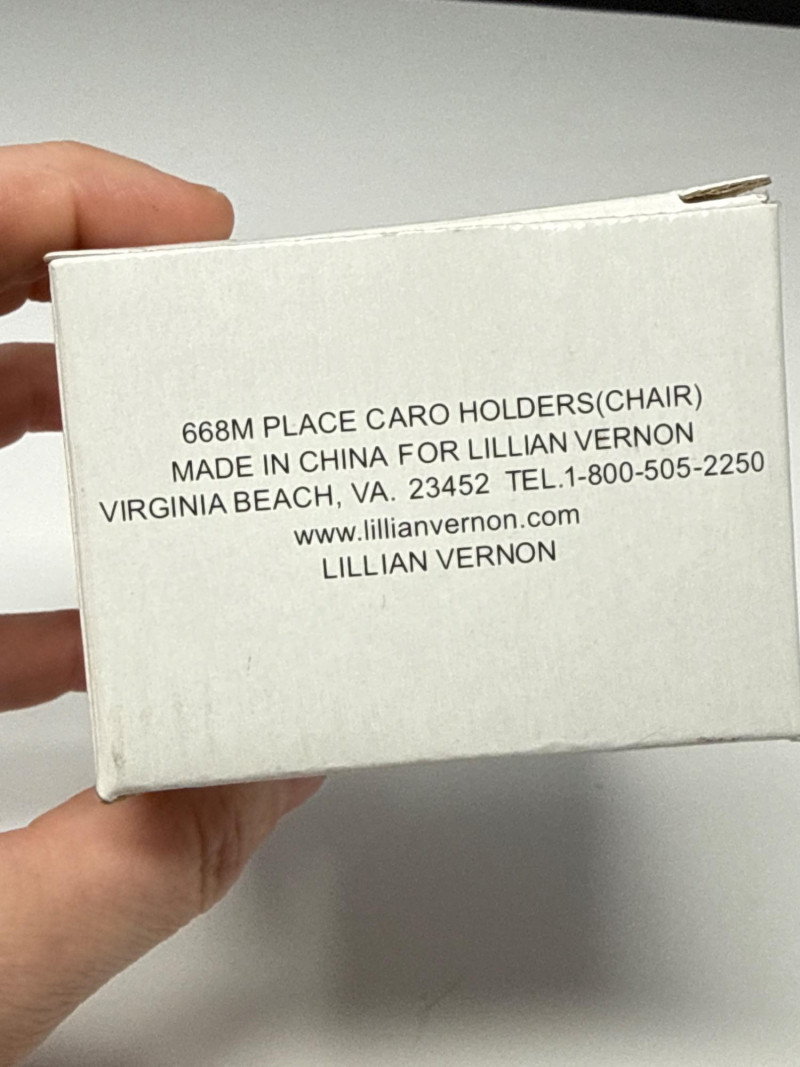 668M PLACE CARO HOLDERS(CHAIR)
MADE IN CHINA FOR LILLIAN VERNON
VIRGINIA BEACH, VA. 23452 TEL.1-800-505-2250
www.lillianvernon.com
LILLIAN VERNON